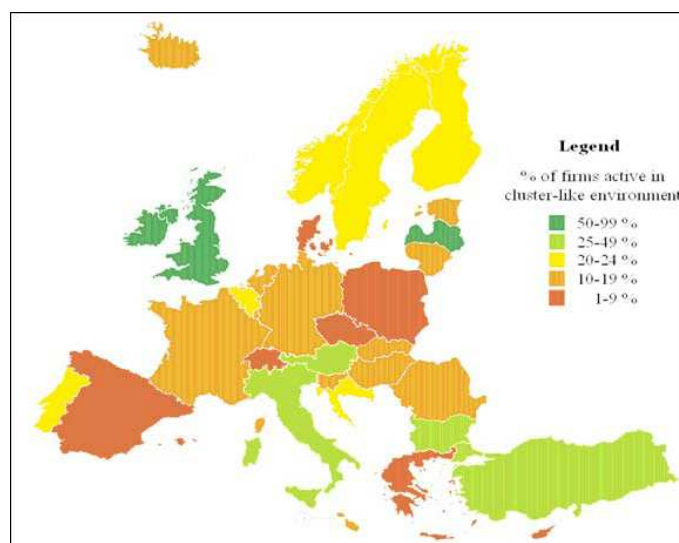 Legend
% of firms active in
cluster-like environment
50-99 %
25-49 %
20-24 %
10-19 %
1-9 %